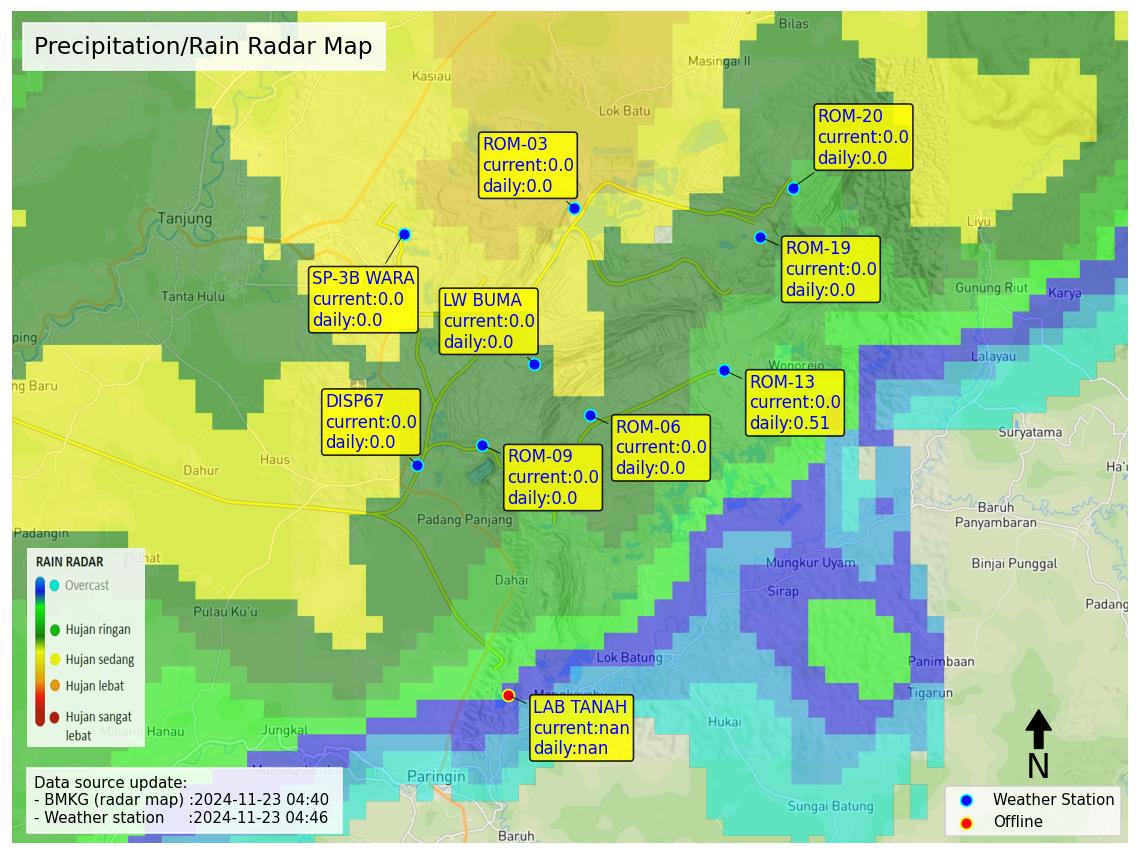 Precipitation/Rain Radar Map
Bilas
Masingai II
Kasiau
Lok Batu
ROM-20
current:0.0
daily:0.0
ROM-03
current:0.0
daily:0.0
Tanjung
Liyu
ROM-19
current:0.0
daily:0.0
SP-3B WARA
current:0.0
daily:0.0
Tanta Hulu
LW BUMA
current:0.0
daily:0.0
Gunung Riut
Karya
ping
Lalayau
Wonorejo
ng Baru
ROM-13
current:0.0
daily:0.51
DISP67
current:0.0
daily:0.0
ROM-06
current:0.0
daily:0.0
Suryatama
Haus
Dahur
ROM-09
current:0.0
daily:0.0
Ha'u
Baruh
Panyambaran
Padang Panjang
Padangin
Mungkur Uyam
Binjai Punggal
Dahai
Sirap
Padang
Pulau Ku'u
RAIN RADAR
Overcast
Hujan ringan
Hujan sedang
Hujan lebat
Hujan sangat
lebat
Lok Batung
Panimbaan
Tigarun
LAB TANAH
current:nan
daily:nan
Hukai
Jungkal
Paringin
Sungai Batung
Baruh
Data source update:
- BMKG (radar map) :2024-11-23 04:40
- Weather station :2024-11-23 04:46
N
Weather Station
Offline